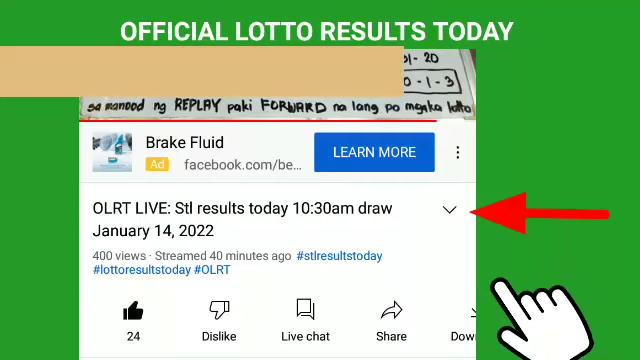 OFFICIAL LOTTO RESULTS TODAY
- 20
0 - 1 - 3
sa manood ng REPLAY paki FORWARD na lang po mgaka lotto
Brake Fluid
Ad facebook.com/be...
LEARN MORE
OLRT LIVE: Stl results today 10:30am draw
January 14, 2022
400 views · Streamed 40 minutes ago #stlresultstoday
#lottoresultstoday #OLRT
24 Dislike Live chat Share Down